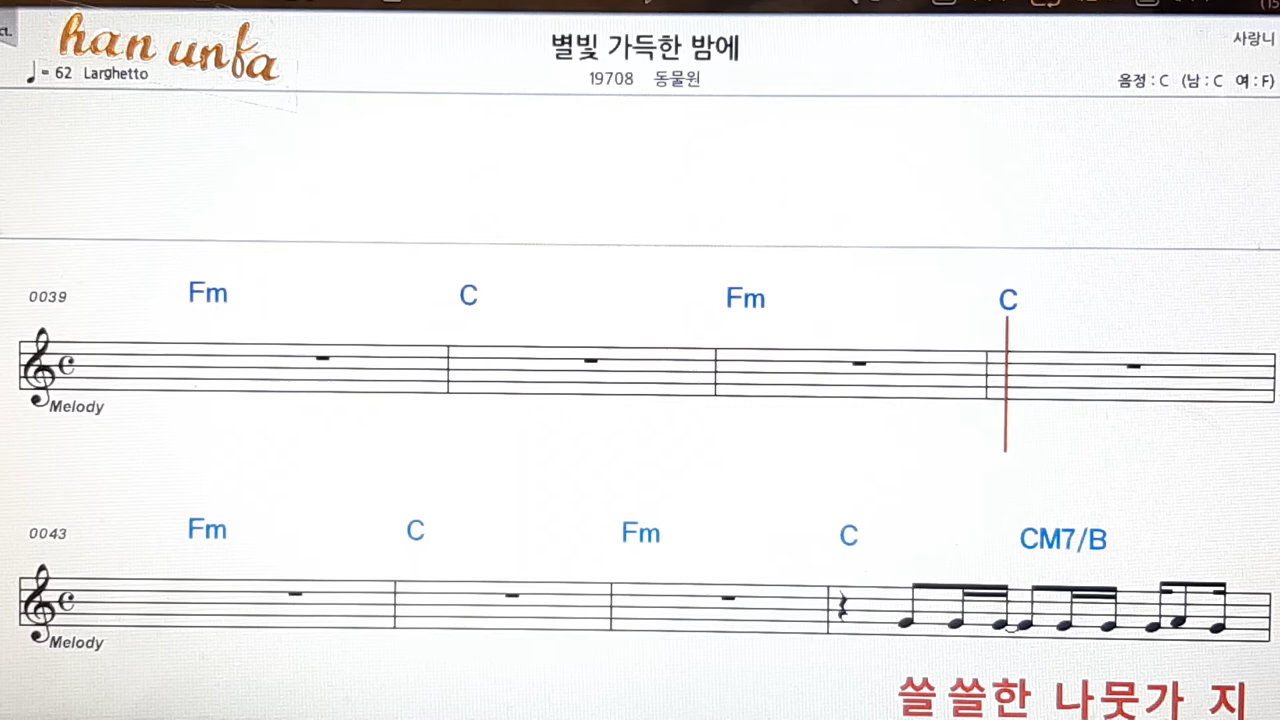 han unfa
별빛 가득한 밤에
사랑니
= 62 Larghetto
19708 동물원
음정 : C (남 : C 여 : F)
0039 Fm C Fm C
Melody
0043 Fm C Fm C CM7/B
Melody
쓸쓸한 나뭇가 지